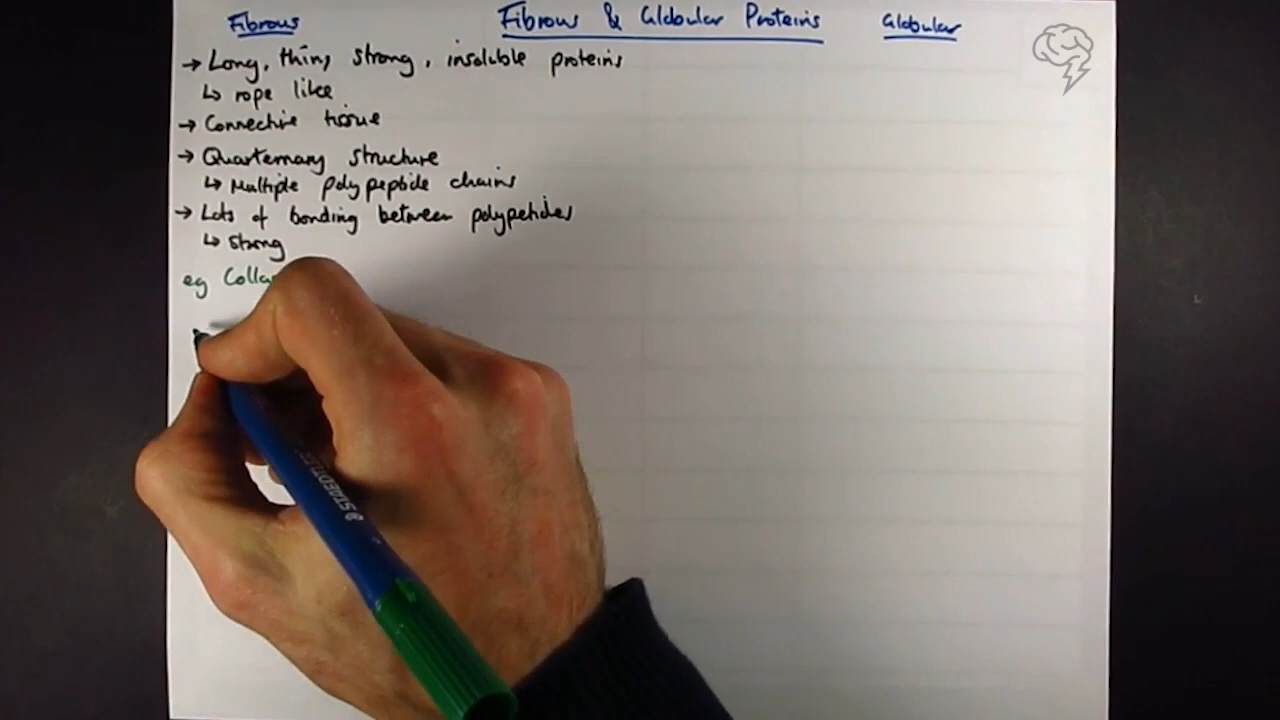 Fibrous
Fibrous & Globular Proteins
Globular
→ Long, thin, strong, insoluble proteins
↳ rope like
→ Connective tissue
→ Quarternary structure
↳ Multiple polypeptide chains
→ Lots of bonding between polypetides
↳ strong
eg Colla
STAEDTLER